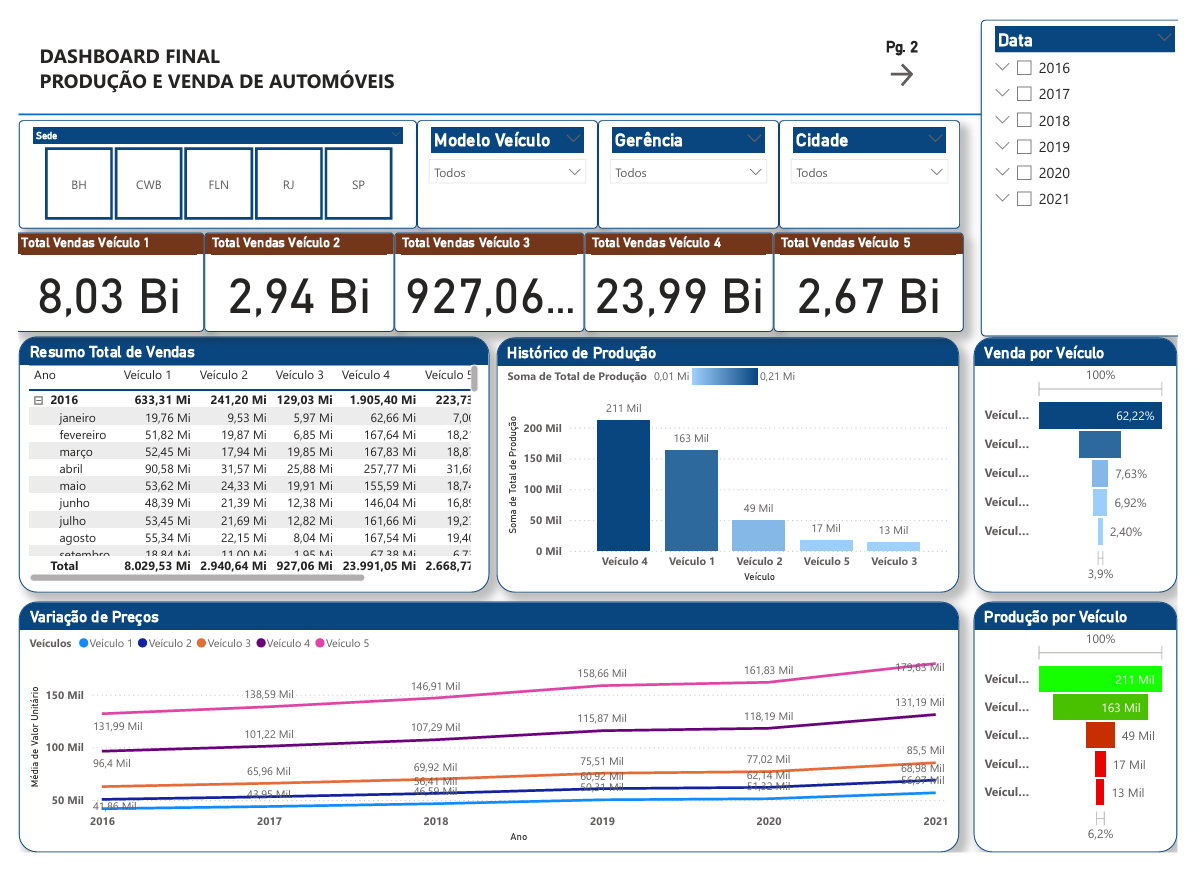 DASHBOARD FINAL
PRODUÇÃO E VENDA DE AUTOMÓVEIS
Pg. 2
Data
2016
2017
2018
2019
2020
2021
Sede
BH CWB FLN RJ SP
Modelo Veículo
Todos
Gerência
Todos
Cidade
Todos
Total Vendas Veículo 1
8,03 Bi
Total Vendas Veículo 2
2,94 Bi
Total Vendas Veículo 3
927,06...
Total Vendas Veículo 4
23,99 Bi
Total Vendas Veículo 5
2,67 Bi
Resumo Total de Vendas
Ano Veículo 1 Veículo 2 Veículo 3 Veículo 4 Veículo 5
2016 633,31 Mi 241,20 Mi 129,03 Mi 1.905,40 Mi 223,73
janeiro 19,76 Mi 9,53 Mi 5,97 Mi 62,66 Mi 7,00
fevereiro 51,82 Mi 19,87 Mi 6,85 Mi 167,64 Mi 18,2
março 52,45 Mi 17,94 Mi 19,85 Mi 167,83 Mi 18,8
abril 90,58 Mi 31,57 Mi 25,88 Mi 257,77 Mi 31,68
maio 53,62 Mi 24,33 Mi 19,91 Mi 155,59 Mi 18,7
junho 48,39 Mi 21,39 Mi 12,38 Mi 146,04 Mi 16,89
julho 53,45 Mi 21,69 Mi 12,82 Mi 161,66 Mi 19,2
agosto 55,34 Mi 22,15 Mi 8,04 Mi 167,54 Mi 19,40
setembro 18,84 Mi 11,00 Mi 1,95 Mi 67,38 Mi 6,7
Total 8.029,53 Mi 2.940,64 Mi 927,06 Mi 23.991,05 Mi 2.668,77
Histórico de Produção
Soma de Total de Produção 0,01 Mi 0,21 Mi
Soma de Total de Produção
200 Mil
150 Mil
100 Mil
50 Mil
0 Mil
211 Mil
163 Mil
49 Mil
17 Mil
13 Mil
Veículo 4 Veículo 1 Veículo 2 Veículo 5 Veículo 3
Veículo
Venda por Veículo
100%
Veícul... 62,22%
Veícul...
Veícul... 7,63%
Veícul... 6,92%
Veícul... 2,40%
3,9%
Variação de Preços
Veículos Veículo 1 Veículo 2 Veículo 3 Veículo 4 Veículo 5
Média de Valor Unitário
150 Mil
100 Mil
50 Mil
131,99 Mil 138,59 Mil 146,91 Mil 158,66 Mil 161,83 Mil 179,63 Mil
96,4 Mil 101,22 Mil 107,29 Mil 115,87 Mil 118,19 Mil 131,19 Mil
65,96 Mil 69,92 Mil 75,51 Mil 77,02 Mil 85,5 Mil
56,41 Mil 60,92 Mil 62,14 Mil 68,98 Mil
41,86 Mil 43,95 Mil 46,59 Mil 50,31 Mil 51,32 Mil 56,97 Mil
2016 2017 2018 2019 2020 2021
Ano
Produção por Veículo
100%
Veícul... 211 Mil
Veícul... 163 Mil
Veícul... 49 Mil
Veícul... 17 Mil
Veícul... 13 Mil
6,2%